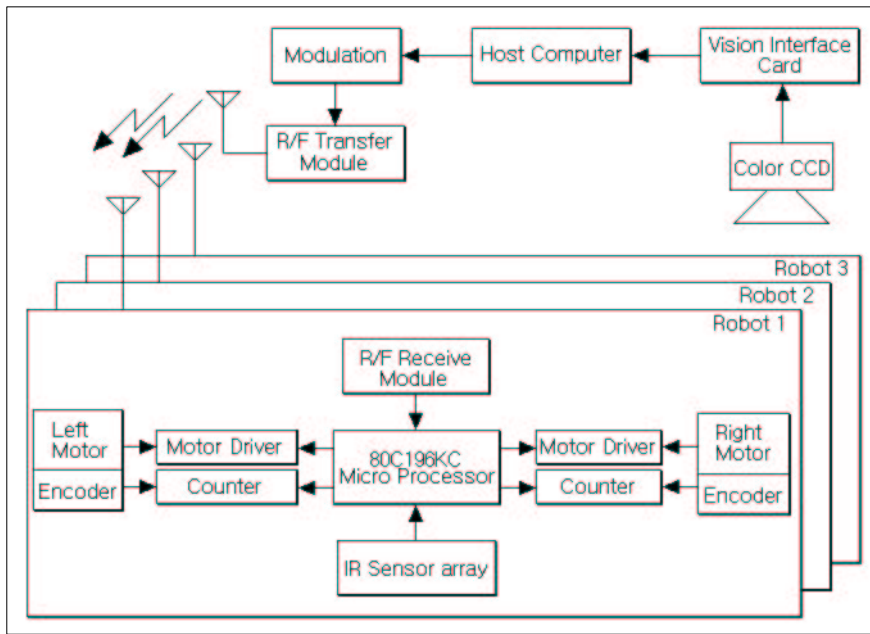 Modulation
Host Computer
Vision Interface
Card
R/F Transfer
Module
Color CCD
Robot 3
Robot 2
Robot 1
R/F Receive
Module
Left
Motor
Encoder
Motor Driver
Counter
80C196KC
Micro Processor
Motor Driver
Counter
Right
Motor
Encoder
IR Sensor array